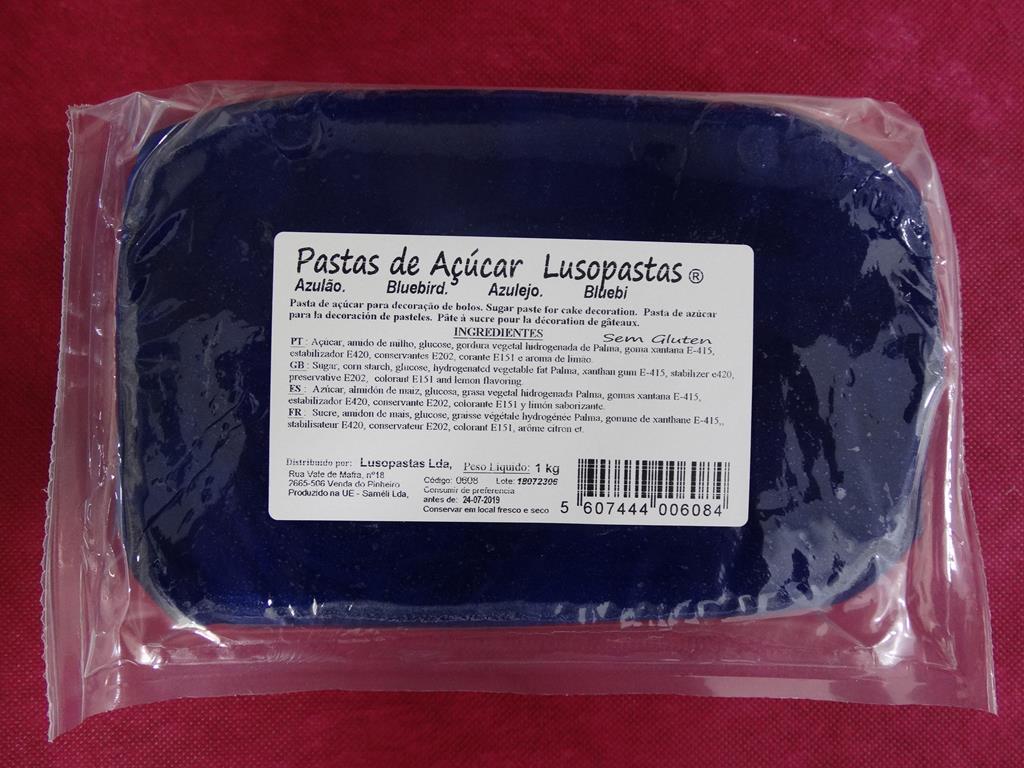 Pastas de Açúcar Lusopastas ®
Azulão. Bluebird. Azulejo. Bluebi
Pasta de açúcar para decoração de bolos. Sugar paste for cake decoration. Pasta de azúcar
para la decoración de pasteles. Pâte à sucre pour la décoration de gâteaux.
INGREDIENTES
Sem Gluten
PT : Açúcar, amido de milho, glucose, gordura vegetal hidrogenada de Palma, goma xantana E-415,
estabilizador E420, conservantes E202, corante E151 e aroma de limão.
GB : Sugar, corn starch, glucose, hydrogenated vegetable fat Palma, xanthan gum E-415, stabilizer e420,
preservative E202, colorant E151 and lemon flavoring.
ES : Azúcar, almidón de maiz, glucosa, grasa vegetal hidrogenada Palma, gomas xantana E-415,
estabilizador E420, conservante E202, colorante E151 y limón saborizante.
FR : Sucre, amidon de mais, glucose, graisse végétale hydrogénée Palma, gomme de xanthane E-415,,
stabilisateur E420, conservateur E202, colorant E151, arôme citron et.
Distribuido por: Lusopastas Lda, Peso Liquido: 1 kg
Rua Vale de Mafra, nº18
2665-506 Venda do Pinheiro
Produzido na UE - Saméli Lda,
Código: 0608 Lote: 18072306
Consumir de preferencia
antes de: 24-07-2019
Conservar em local fresco e seco
5 607444 006084